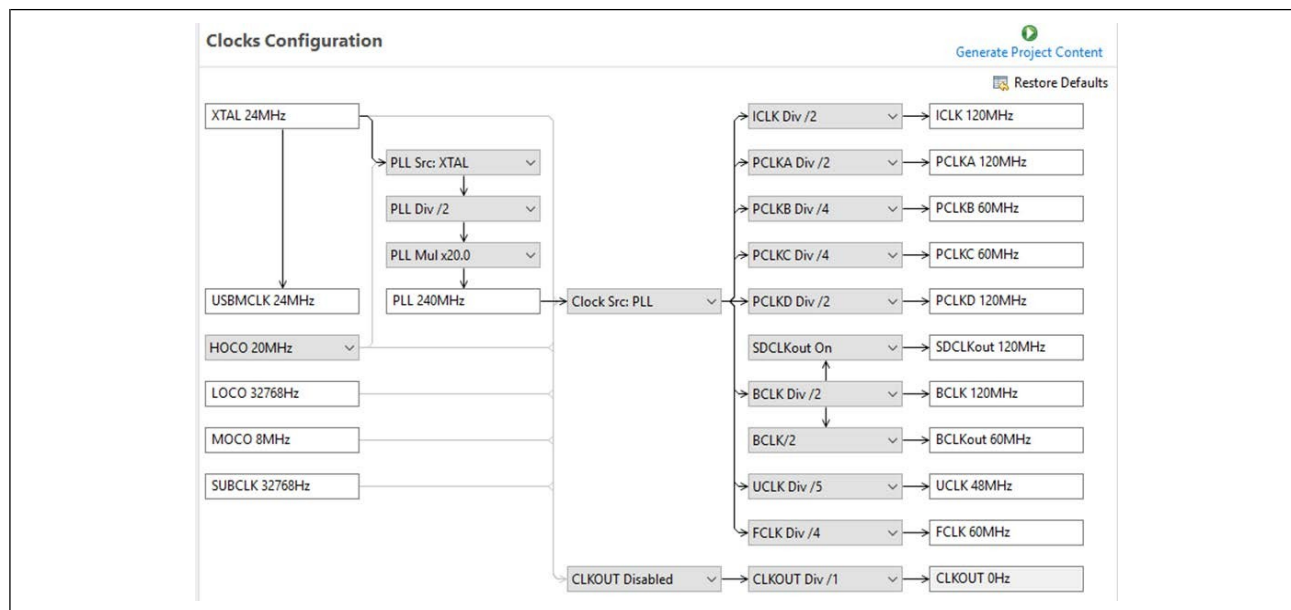 Clocks Configuration
Generate Project Content
Restore Defaults
XTAL 24MHz
USBMCLK 24MHz
HOCO 20MHz
LOCO 32768Hz
MOCO 8MHz
SUBCLK 32768Hz
PLL Src: XTAL
PLL Div /2
PLL Mul x20.0
PLL 240MHz
Clock Src: PLL
CLKOUT Disabled
ICLK Div /2
ICLK 120MHz
PCLKA Div /2
PCLKA 120MHz
PCLKB Div /4
PCLKB 60MHz
PCLKC Div /4
PCLKC 60MHz
PCLKD Div /2
PCLKD 120MHz
SDCLKout On
SDCLKout 120MHz
BCLK Div /2
BCLK 120MHz
BCLK/2
BCLKout 60MHz
UCLK Div /5
UCLK 48MHz
FCLK Div /4
FCLK 60MHz
CLKOUT Div /1
CLKOUT 0Hz